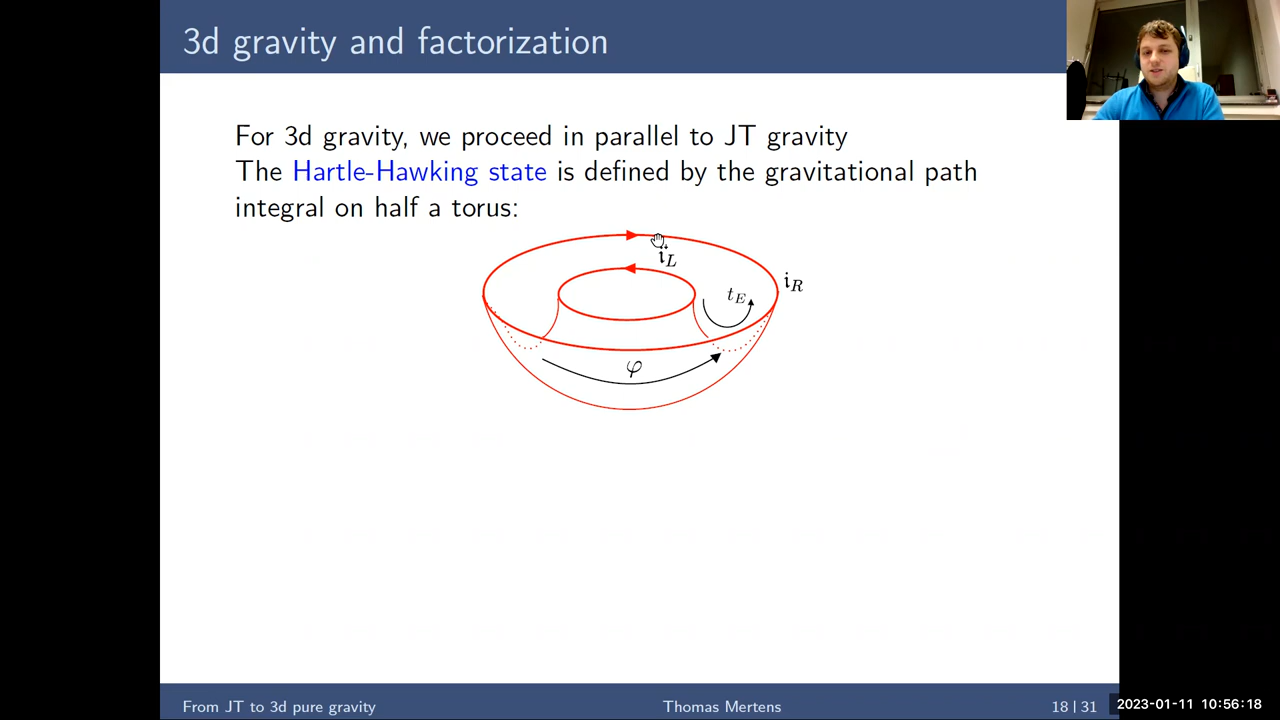 3d gravity and factorization
For 3d gravity, we proceed in parallel to JT gravity
The Hartle-Hawking state is defined by the gravitational path
integral on half a torus:
i_L
i_R
t_E
φ
From JT to 3d pure gravity
Thomas Mertens
18 | 31
2023-01-11 10:56:18